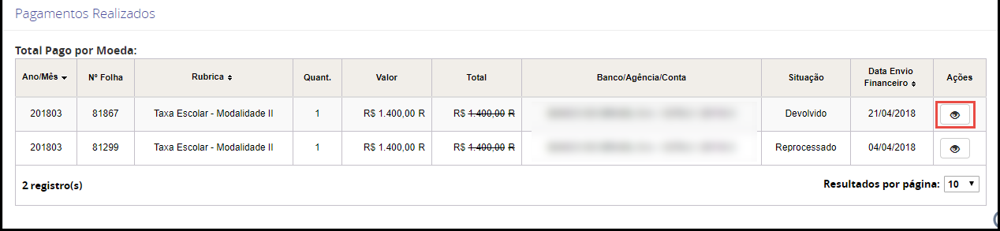 Pagamentos Realizados
Total Pago por Moeda:
Ano/Mês Nº Folha Rubrica Quant. Valor Total Banco/Agência/Conta Situação Data Envio Financeiro Ações
201803 81867 Taxa Escolar - Modalidade II 1 R$ 1.400,00 R R$ 1.400,00 R Devolvido 21/04/2018
201803 81299 Taxa Escolar - Modalidade II 1 R$ 1.400,00 R R$ 1.400,00 R Reprocessado 04/04/2018
2 registro(s) Resultados por página: 10